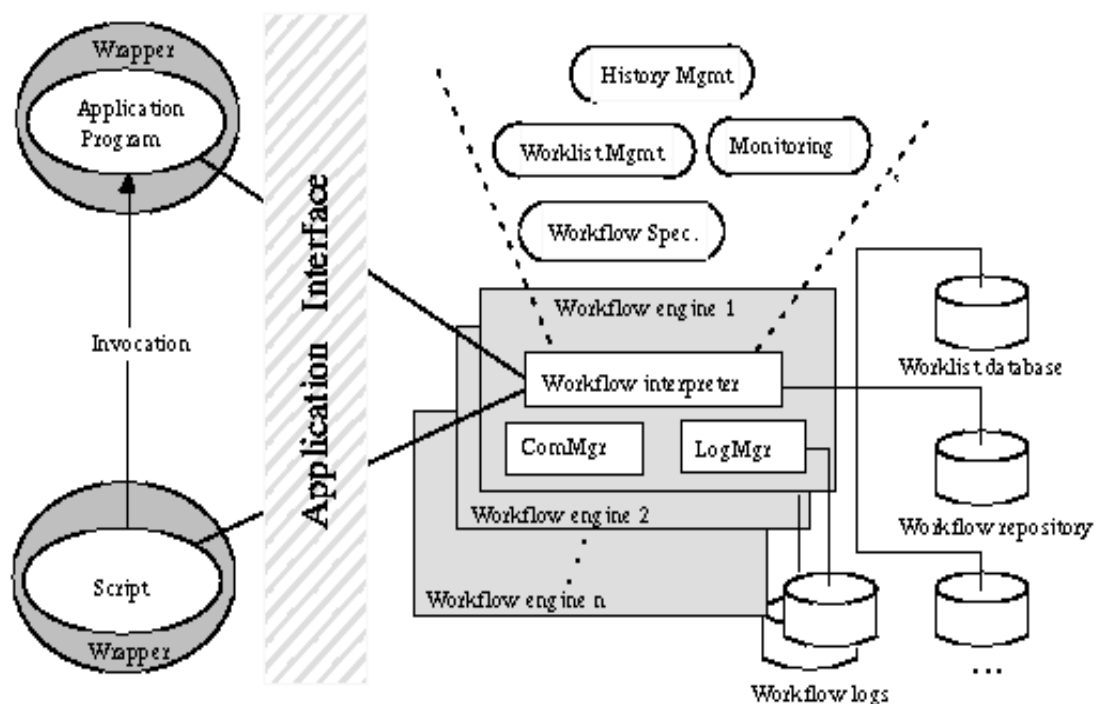 Wrapper
Application
Program
Invocation
Script
Wrapper
Application Interface
History Mgmt
Worklist Mgmt
Monitoring
Workflow Spec.
Workflow engine 1
Workflow interpreter
ComMgr
LogMgr
Workflow engine 2
Workflow engine n
Worklist database
Workflow repository
...
Workflow logs